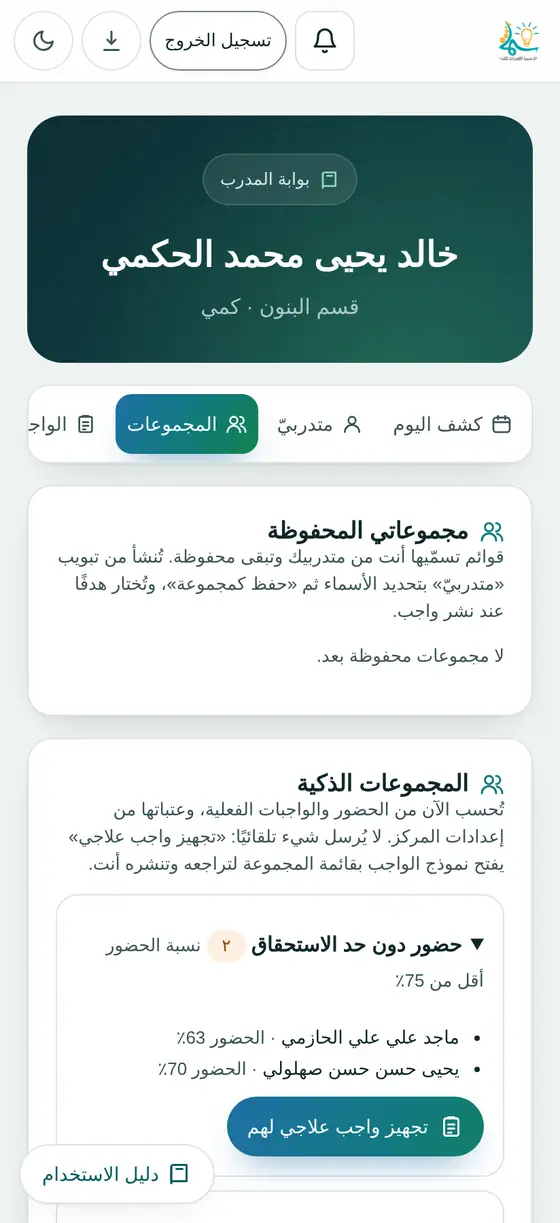 تسجيل الخروج
بوابة المدرب
خالد يحيى محمد الحكمي
قسم البنون · كمي
كشف اليوم
متدربيّ
المجموعات
الواج
مجموعاتي المحفوظة
قوائم تسمّيها أنت من متدربيك وتبقى محفوظة. تُنشأ من تبويب
«متدربيّ» بتحديد الأسماء ثم «حفظ كمجموعة»، وتُختار هدفًا
عند نشر واجب.
لا مجموعات محفوظة بعد.
المجموعات الذكية
تُحسب الآن من الحضور والواجبات الفعلية، وعتباتها من
إعدادات المركز. لا يُرسل شيء تلقائيًا: «تجهيز واجب علاجي»
يفتح نموذج الواجب بقائمة المجموعة لتراجعه وتنشره أنت.
حضور دون حد الاستحقاق ٢ نسبة الحضور
أقل من 75٪
ماجد علي علي الحازمي · الحضور 63٪
يحيى حسن حسن صهلولي · الحضور 70٪
تجهيز واجب علاجي لهم
دليل الاستخدام